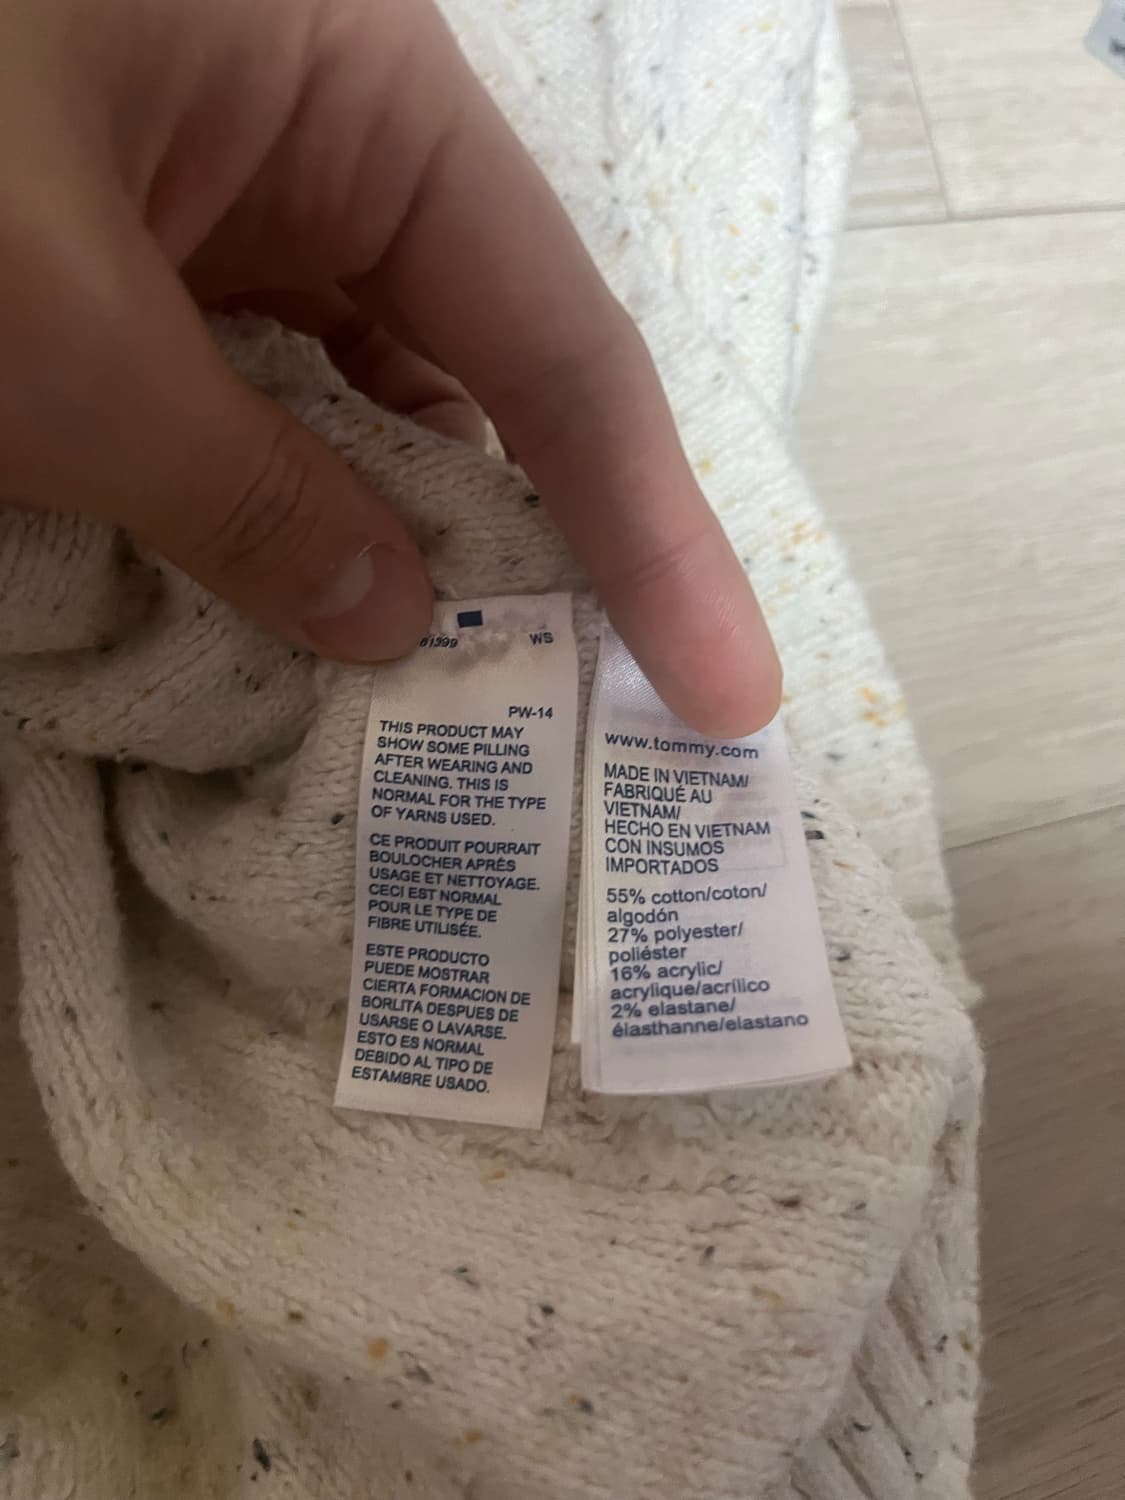 61399 WS
PW-14
THIS PRODUCT MAY
SHOW SOME PILLING
AFTER WEARING AND
CLEANING. THIS IS
NORMAL FOR THE TYPE
OF YARNS USED.
CE PRODUIT POURRAIT
BOULOCHER APRÈS
USAGE ET NETTOYAGE.
CECI EST NORMAL
POUR LE TYPE DE
FIBRE UTILISÉE.
ESTE PRODUCTO
PUEDE MOSTRAR
CIERTA FORMACION DE
BORLITA DESPUES DE
USARSE O LAVARSE.
ESTO ES NORMAL
DEBIDO AL TIPO DE
ESTAMBRE USADO.
www.tommy.com
MADE IN VIETNAM/
FABRIQUÉ AU
VIETNAM/
HECHO EN VIETNAM
CON INSUMOS
IMPORTADOS
55% cotton/coton/
algodón
27% polyester/
poliéster
16% acrylic/
acrylique/acrílico
2% elastane/
élasthanne/elastano